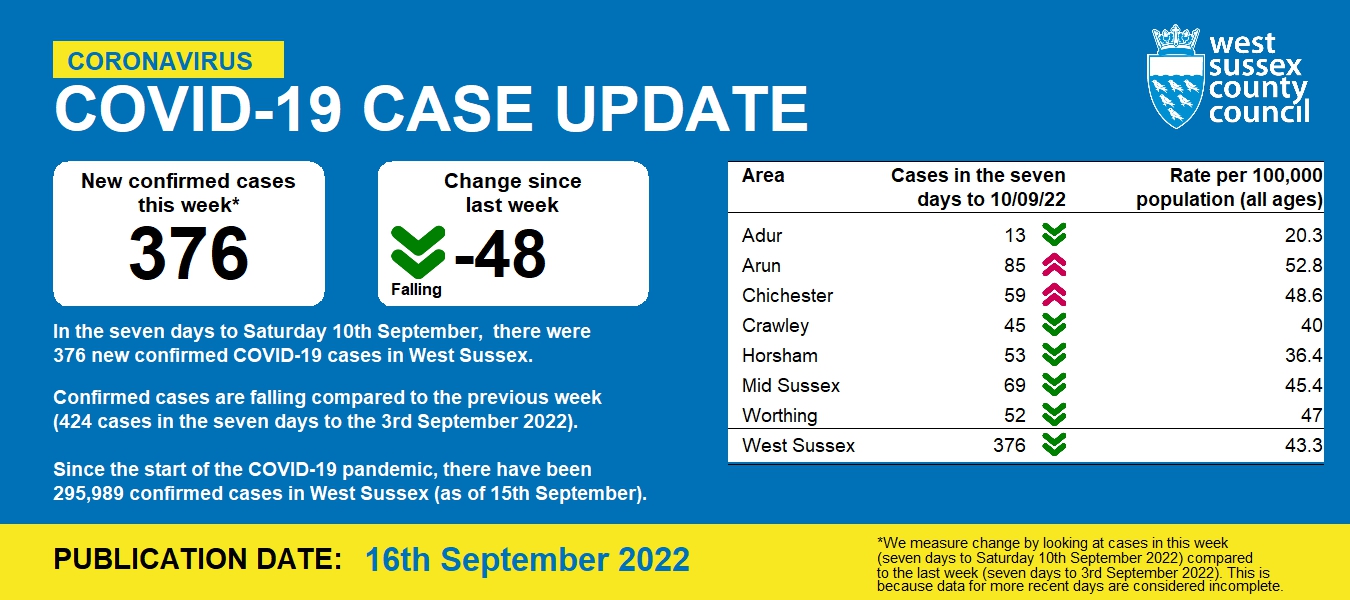 CORONAVIRUS
COVID-19 CASE UPDATE
west
sussex
county
council
New confirmed cases
this week*
376
Change since
last week
-48
Falling
In the seven days to Saturday 10th September,  there were
376 new confirmed COVID-19 cases in West Sussex.
Confirmed cases are falling compared to the previous week
(424 cases in the seven days to the 3rd September 2022).
Since the start of the COVID-19 pandemic, there have been
295,989 confirmed cases in West Sussex (as of 15th September).
Area Cases in the seven Rate per 100,000
days to 10/09/22 population (all ages)
Adur 13 20.3
Arun 85 52.8
Chichester 59 48.6
Crawley 45 40
Horsham 53 36.4
Mid Sussex 69 45.4
Worthing 52 47
West Sussex 376 43.3
PUBLICATION DATE: 16th September 2022
*We measure change by looking at cases in this week
(seven days to Saturday 10th September 2022) compared
to the last week (seven days to 3rd September 2022). This is
because data for more recent days are considered incomplete.